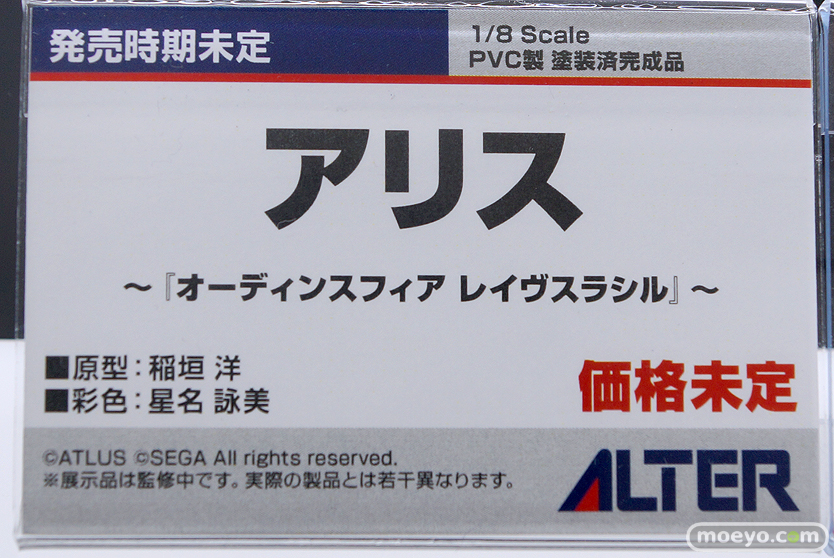 発売時期未定
1/8 Scale
PVC製 塗装済完成品
アリス
～『オーディンスフィア レイヴスラシル』～
■原型：稲垣 洋
■彩色：星名 詠美
価格未定
©ATLUS ©SEGA All rights reserved.
※展示品は監修中です。実際の製品とは若干異なります。
ALTER
moeyo.com